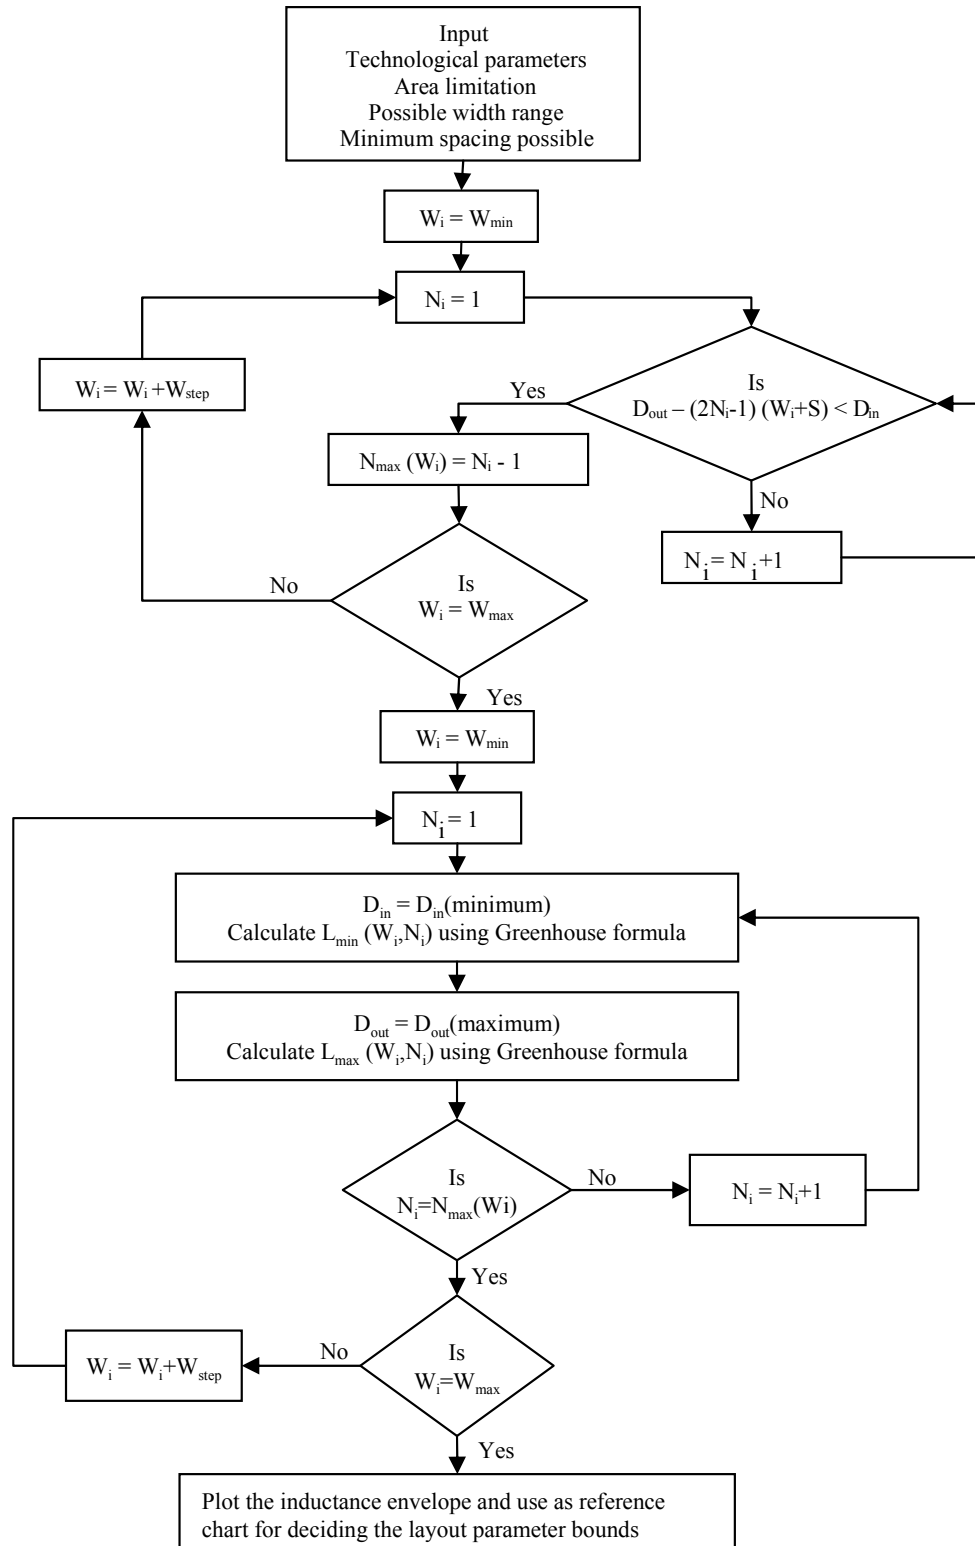 Input
Technological parameters
Area limitation
Possible width range
Minimum spacing possible
Wi = Wmin
Ni = 1
Wi = Wi +Wstep
Is
Dout – (2Ni-1) (Wi+S) < Din
Yes
No
Nmax (Wi) = Ni - 1
Ni = Ni +1
Is
Wi = Wmax
No
Yes
Wi = Wmin
Ni = 1
Din = Din(minimum)
Calculate Lmin (Wi,Ni) using Greenhouse formula
Dout = Dout(maximum)
Calculate Lmax (Wi,Ni) using Greenhouse formula
Is
Ni=Nmax(Wi)
No
Ni = Ni+1
Yes
Is
Wi=Wmax
No
Wi = Wi+Wstep
Yes
Plot the inductance envelope and use as reference
chart for deciding the layout parameter bounds